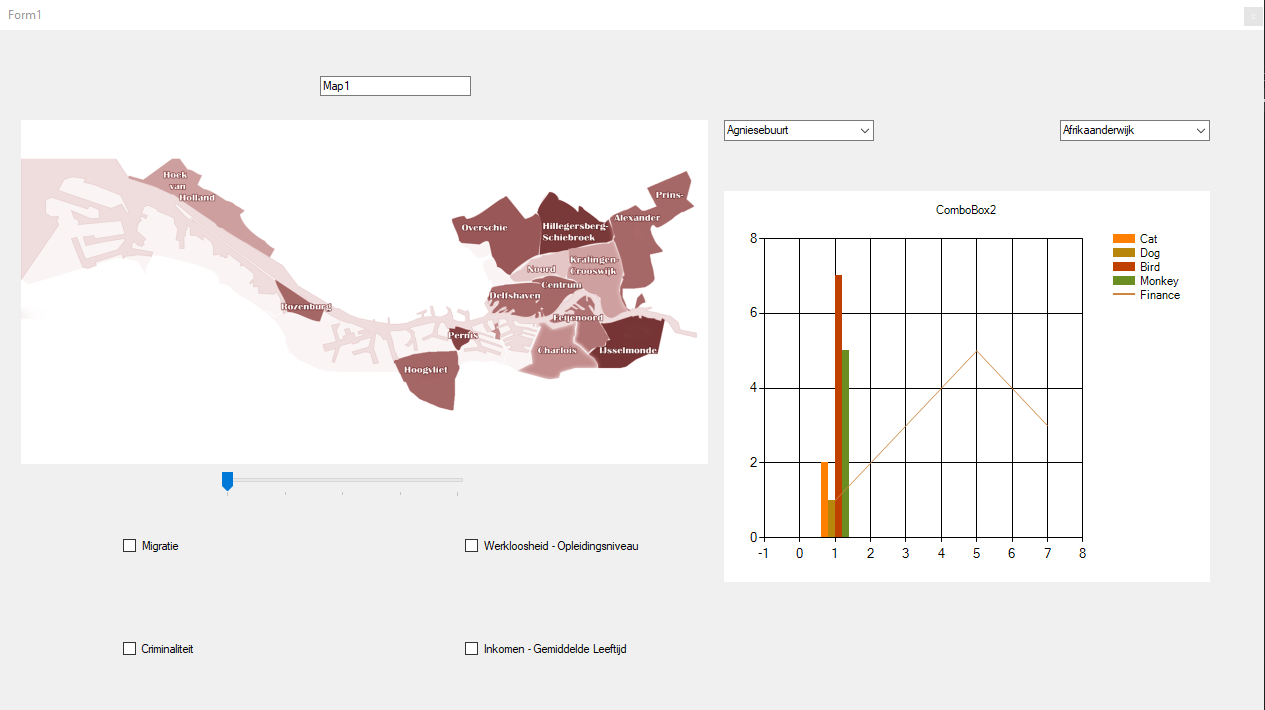 Form1
Map1
Agniesebuurt
Afrikaanderwijk
Hoek
van
Holland
Prins-
Alexander
Overschie
Hillegersberg-
Schiebroek
Kralingen-
Crooswijk
Noord
Centrum
Delfshaven
Rozenburg
Feijenoord
Pernis
Charlois
IJsselmonde
Hoogvliet
ComboBox2
Cat
Dog
Bird
Monkey
Finance
8
6
4
2
0
-1 0 1 2 3 4 5 6 7 8
Migratie
Werkloosheid - Opleidingsniveau
Criminaliteit
Inkomen - Gemiddelde Leeftijd